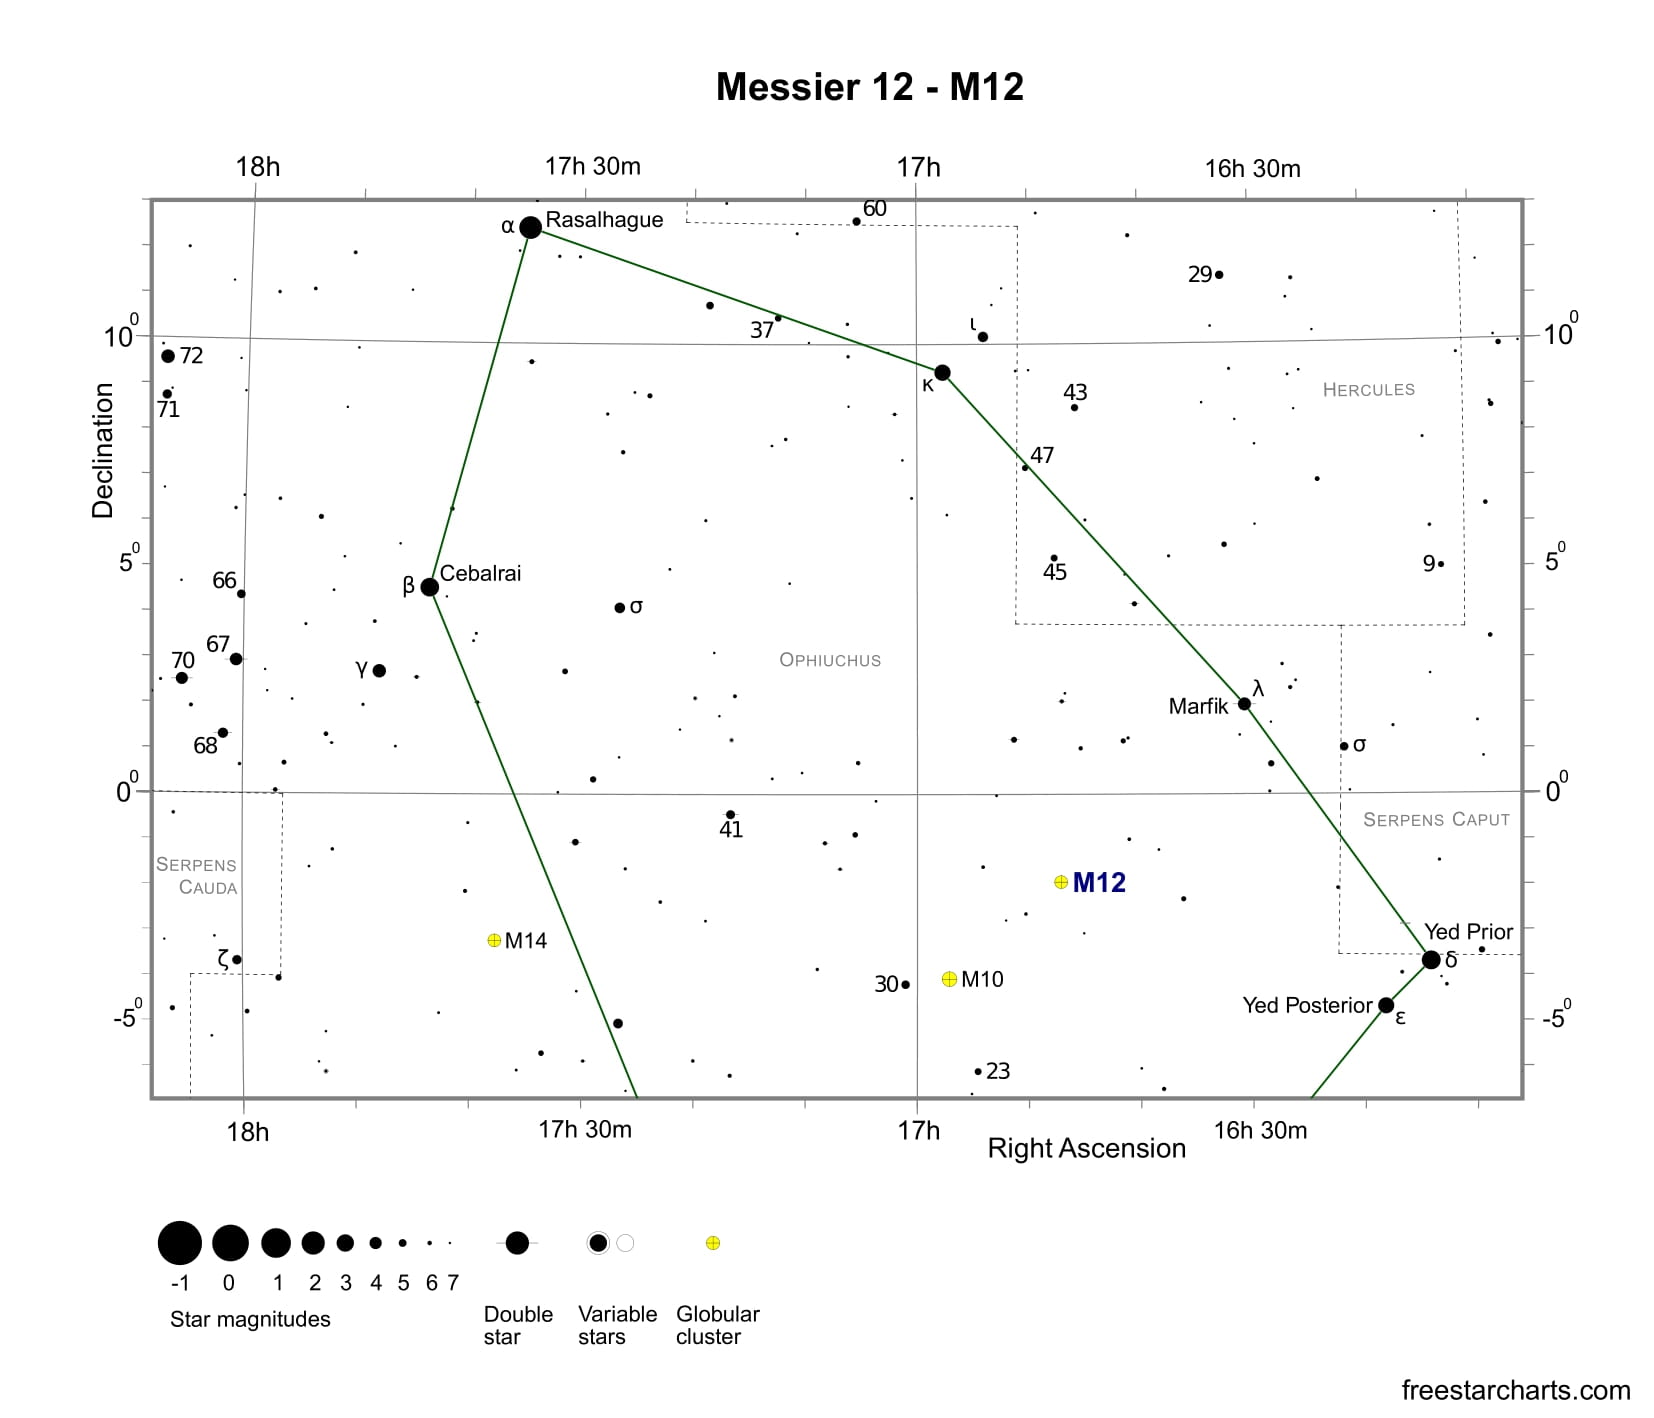 Messier 12 - M12
18h 17h 30m 17h 16h 30m
60
α Rasalhague
29
37
ι
10⁰ 10⁰
72
κ
71
43
HERCULES
47
Declination
5⁰ 5⁰
45
9
66
β Cebalrai
σ
67
70
γ
OPHIUCHUS
λ
Marfik
68
σ
0⁰ 0⁰
41
SERPENS CAPUT
SERPENS
CAUDA
M12
Yed Prior
M14
ζ
δ
30
M10
Yed Posterior
ε
-5⁰ -5⁰
23
18h 17h 30m 17h 16h 30m
Right Ascension
-1 0 1 2 3 4 5 6 7
Star magnitudes
Double
star
Variable
stars
Globular
cluster
freestarcharts.com